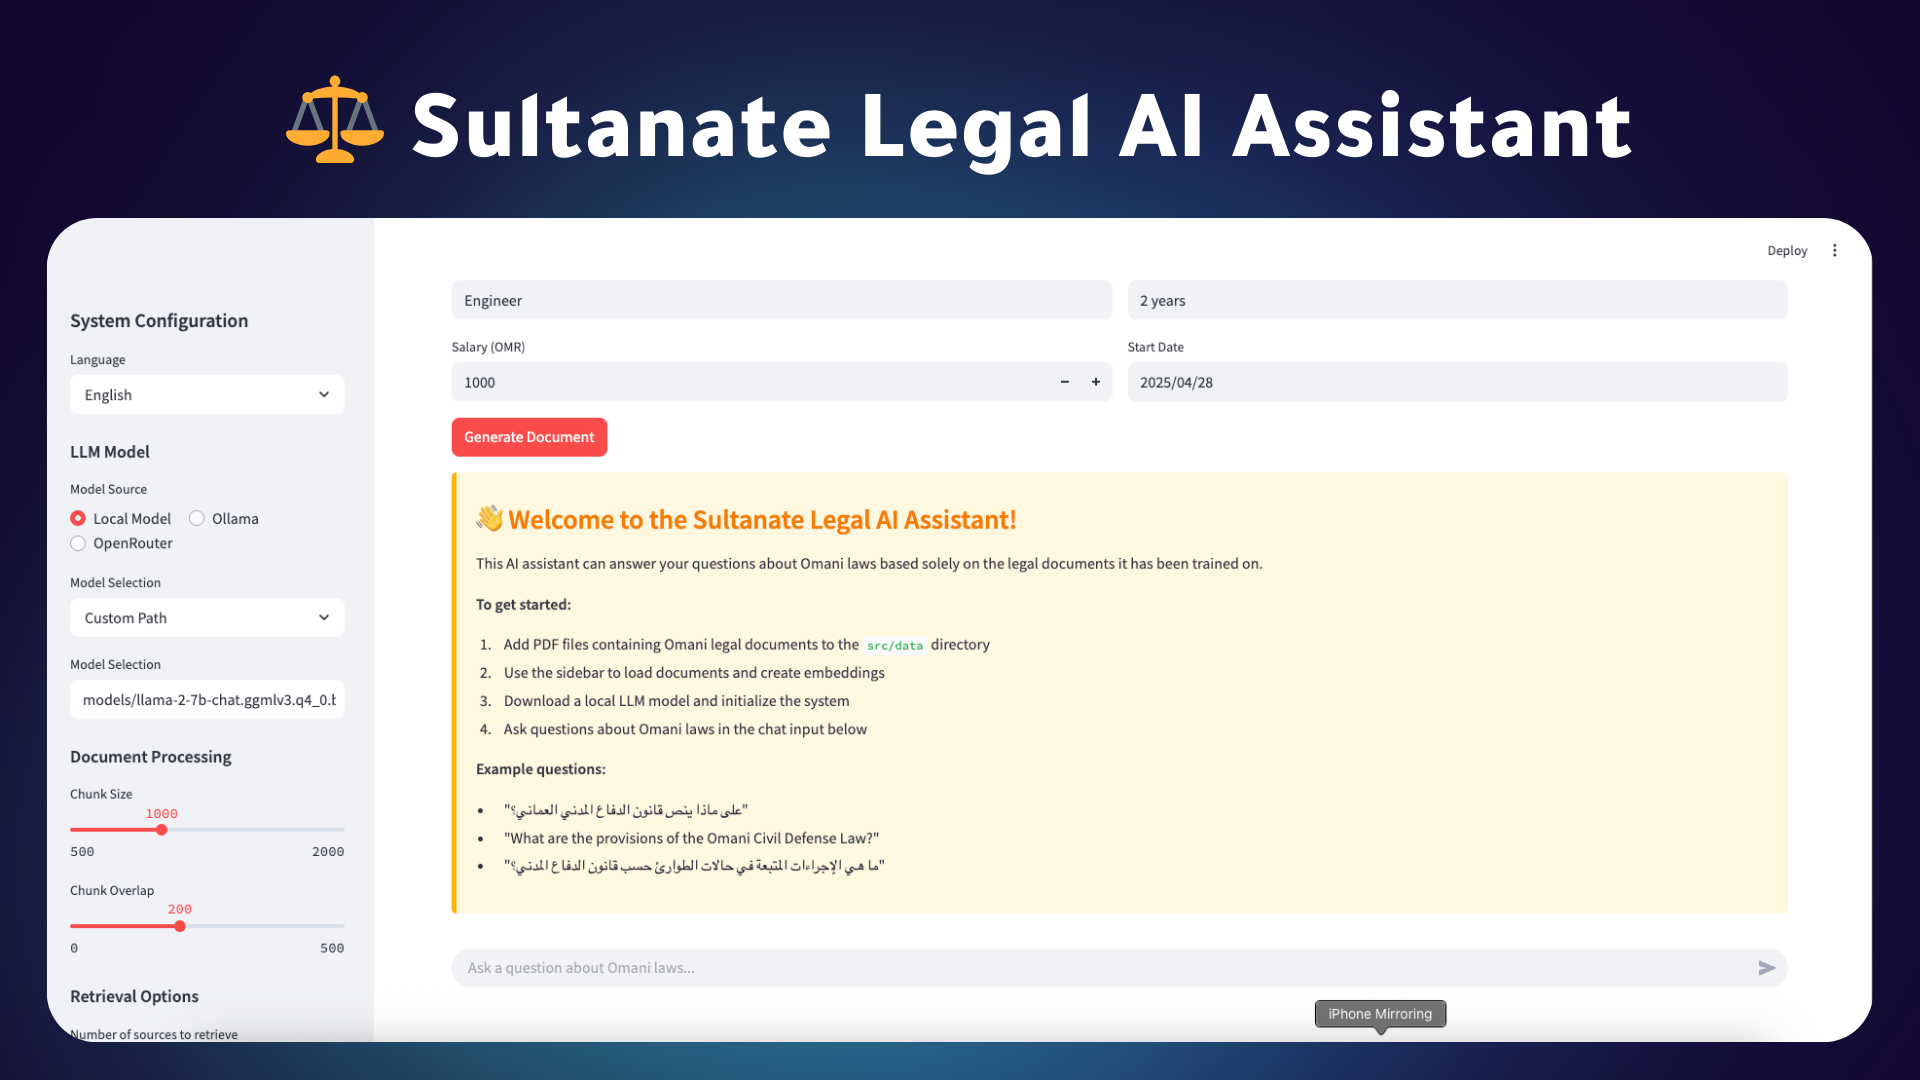 Sultanate Legal AI Assistant
Deploy
System Configuration
Language
English
LLM Model
Model Source
Local Model
Ollama
OpenRouter
Model Selection
Custom Path
Model Selection
models/llama-2-7b-chat.ggmlv3.q4_0.b
Document Processing
Chunk Size
1000
500 2000
Chunk Overlap
200
0 500
Retrieval Options
Number of sources to retrieve
Engineer
2 years
Salary (OMR)
Start Date
1000
2025/04/28
Generate Document
👋 Welcome to the Sultanate Legal AI Assistant!
This AI assistant can answer your questions about Omani laws based solely on the legal documents it has been trained on.
To get started:
1. Add PDF files containing Omani legal documents to the src/data directory
2. Use the sidebar to load documents and create embeddings
3. Download a local LLM model and initialize the system
4. Ask questions about Omani laws in the chat input below
Example questions:
• "على ماذا ينص قانون الدفاع المدني العماني؟"
• "What are the provisions of the Omani Civil Defense Law?"
• "ما هي الإجراءات المتبعة في حالات الطوارئ حسب قانون الدفاع المدني؟"
Ask a question about Omani laws...
iPhone Mirroring